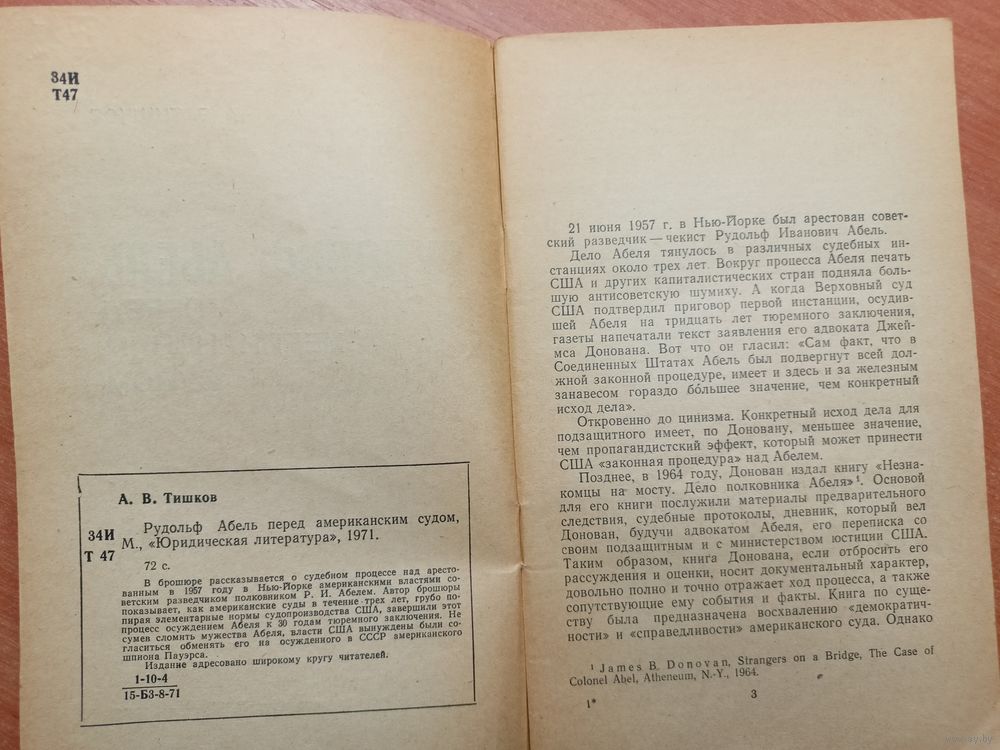 34И
Т47
А. В. Тишков
34И
Т 47
Рудольф Абель перед американским судом,
М., «Юридическая литература», 1971.
72 с.
В брошюре рассказывается о судебном процессе над аресто-
ванным в 1957 году в Нью-Йорке американскими властями со-
ветским разведчиком полковником Р. И. Абелем. Автор брошюры
показывает, как американские суды в течение трех лет, грубо по-
пирая элементарные нормы судопроизводства США, завершили этот
процесс осуждением Абеля к 30 годам тюремного заключения. Не
сумев сломить мужества Абеля, власти США вынуждены были со-
гласиться обменять его на осужденного в СССР американского
шпиона Пауэрса.
Издание адресовано широкому кругу читателей.
1-10-4
15-БЗ-8-71
21 июня 1957 г. в Нью-Йорке был арестован совет-
ский разведчик — чекист Рудольф Иванович Абель.
Дело Абеля тянулось в различных судебных ин-
станциях около трех лет. Вокруг процесса Абеля печать
США и других капиталистических стран подняла боль-
шую антисоветскую шумиху. А когда Верховный суд
США подтвердил приговор первой инстанции, осудив-
шей Абеля на тридцать лет тюремного заключения,
газеты напечатали текст заявления его адвоката Джей-
мса Донована. Вот что он гласил: «Сам факт, что в
Соединенных Штатах Абель был подвергнут всей дол-
жной законной процедуре, имеет и здесь и за железным
занавесом гораздо бо́льшее значение, чем конкретный
исход дела».
Откровенно до цинизма. Конкретный исход дела для
подзащитного имеет, по Доновану, меньшее значение,
чем пропагандистский эффект, который может принести
США «законная процедура» над Абелем.
Позднее, в 1964 году, Донован издал книгу «Незна-
комцы на мосту. Дело полковника Абеля»¹. Основой
для его книги послужили материалы предварительного
следствия, судебные протоколы, дневник, который вел
Донован, будучи адвокатом Абеля, его переписка со
своим подзащитным и с министерством юстиции США.
Таким образом, книга Донована, если отбросить его
рассуждения и оценки, носит документальный характер,
довольно полно и точно отражает ход процесса, а также
сопутствующие ему события и факты. Книга по суще-
ству была предназначена восхвалению «демократич-
ности» и «справедливости» американского суда. Однако
¹ James B. Donovan, Strangers on a Bridge, The Case of
Colonel Abel, Atheneum, N.-Y., 1964.
1*
3